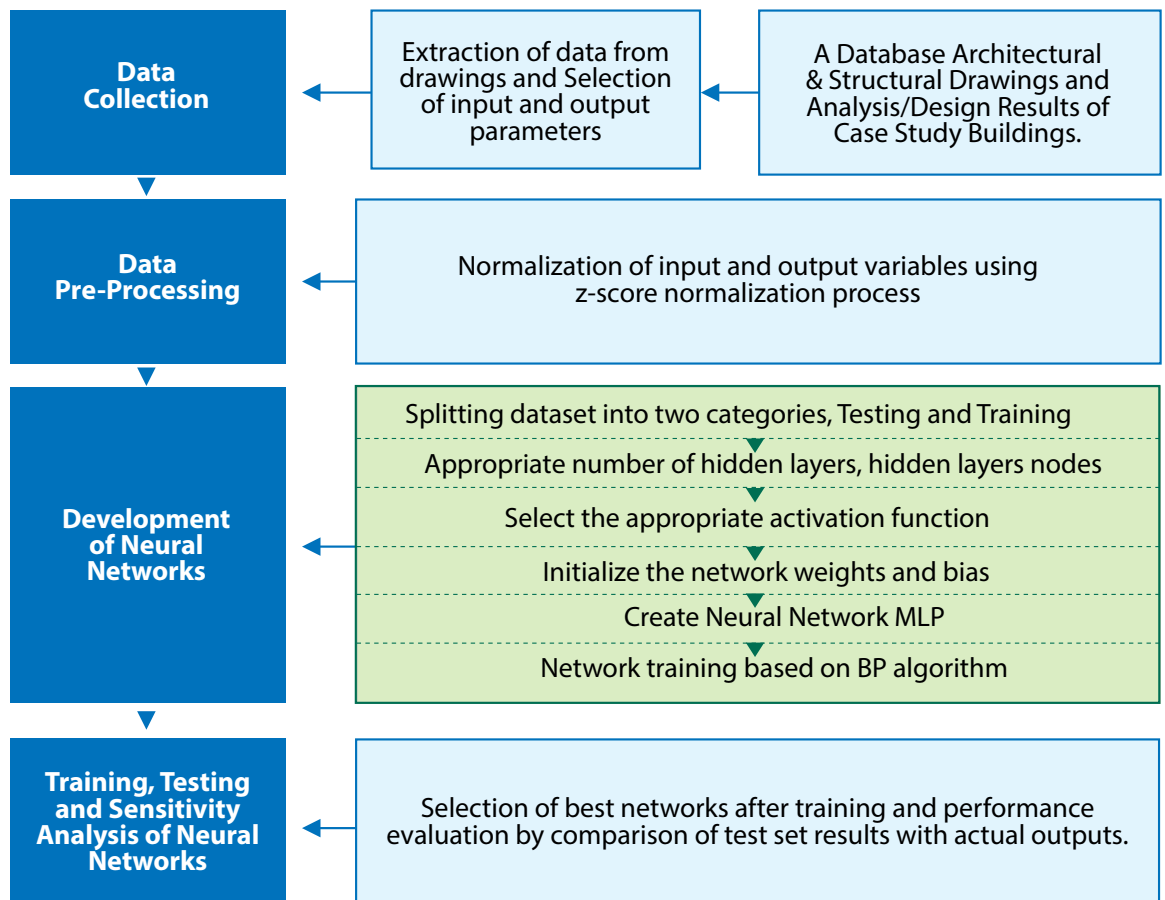 Data
Collection
Extraction of data from
drawings and Selection
of input and output
parameters
A Database Architectural
& Structural Drawings and
Analysis/Design Results of
Case Study Buildings.
Data
Pre-Processing
Normalization of input and output variables using
z-score normalization process
Development
of Neural
Networks
Splitting dataset into two categories, Testing and Training
Appropriate number of hidden layers, hidden layers nodes
Select the appropriate activation function
Initialize the network weights and bias
Create Neural Network MLP
Network training based on BP algorithm
Training, Testing
and Sensitivity
Analysis of Neural
Networks
Selection of best networks after training and performance
evaluation by comparison of test set results with actual outputs.